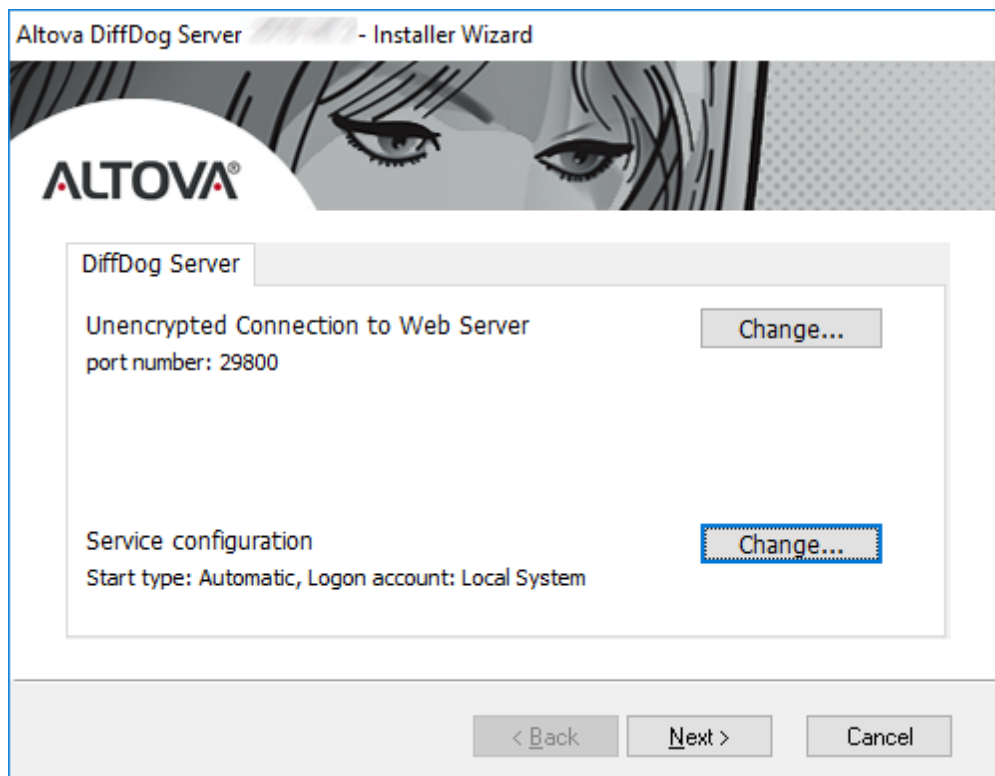 Altova DiffDog Server - Installer Wizard
ALTOVA®
DiffDog Server
Unencrypted Connection to Web Server
Change...
port number: 29800
Service configuration
Change...
Start type: Automatic, Logon account: Local System
< Back
Next >
Cancel